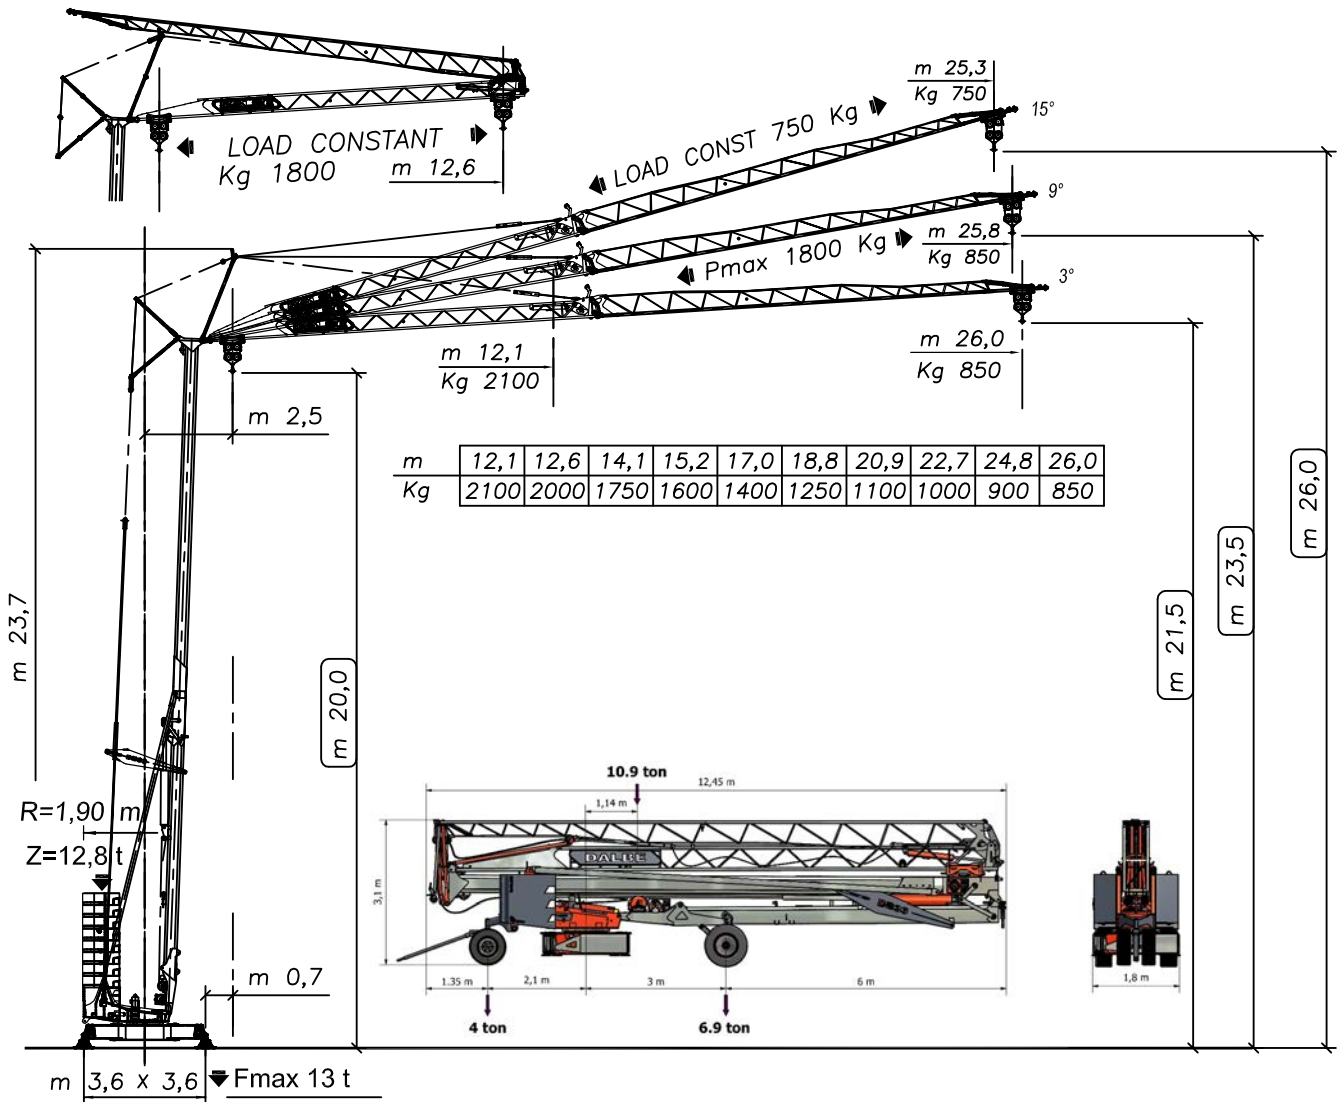 m 25,3
Kg 750
15°
LOAD CONST 750 Kg
LOAD CONSTANT
Kg 1800
m 12,6
9°
m 25,8
Kg 850
Pmax 1800 Kg
3°
m 12,1
Kg 2100
m 26,0
Kg 850
m 2,5
m 12,1 12,6 14,1 15,2 17,0 18,8 20,9 22,7 24,8 26,0
Kg 2100 2000 1750 1600 1400 1250 1100 1000 900 850
m 23,7
m 20,0
m 21,5
m 23,5
m 26,0
R=1,90 m
Z=12,8 t
m 0,7
m 3,6 x 3,6
Fmax 13 t
10.9 ton
12,45 m
1,14 m
3,1 m
DALBE
1.35 m
2,1 m
3 m
6 m
1,8 m
4 ton
6.9 ton